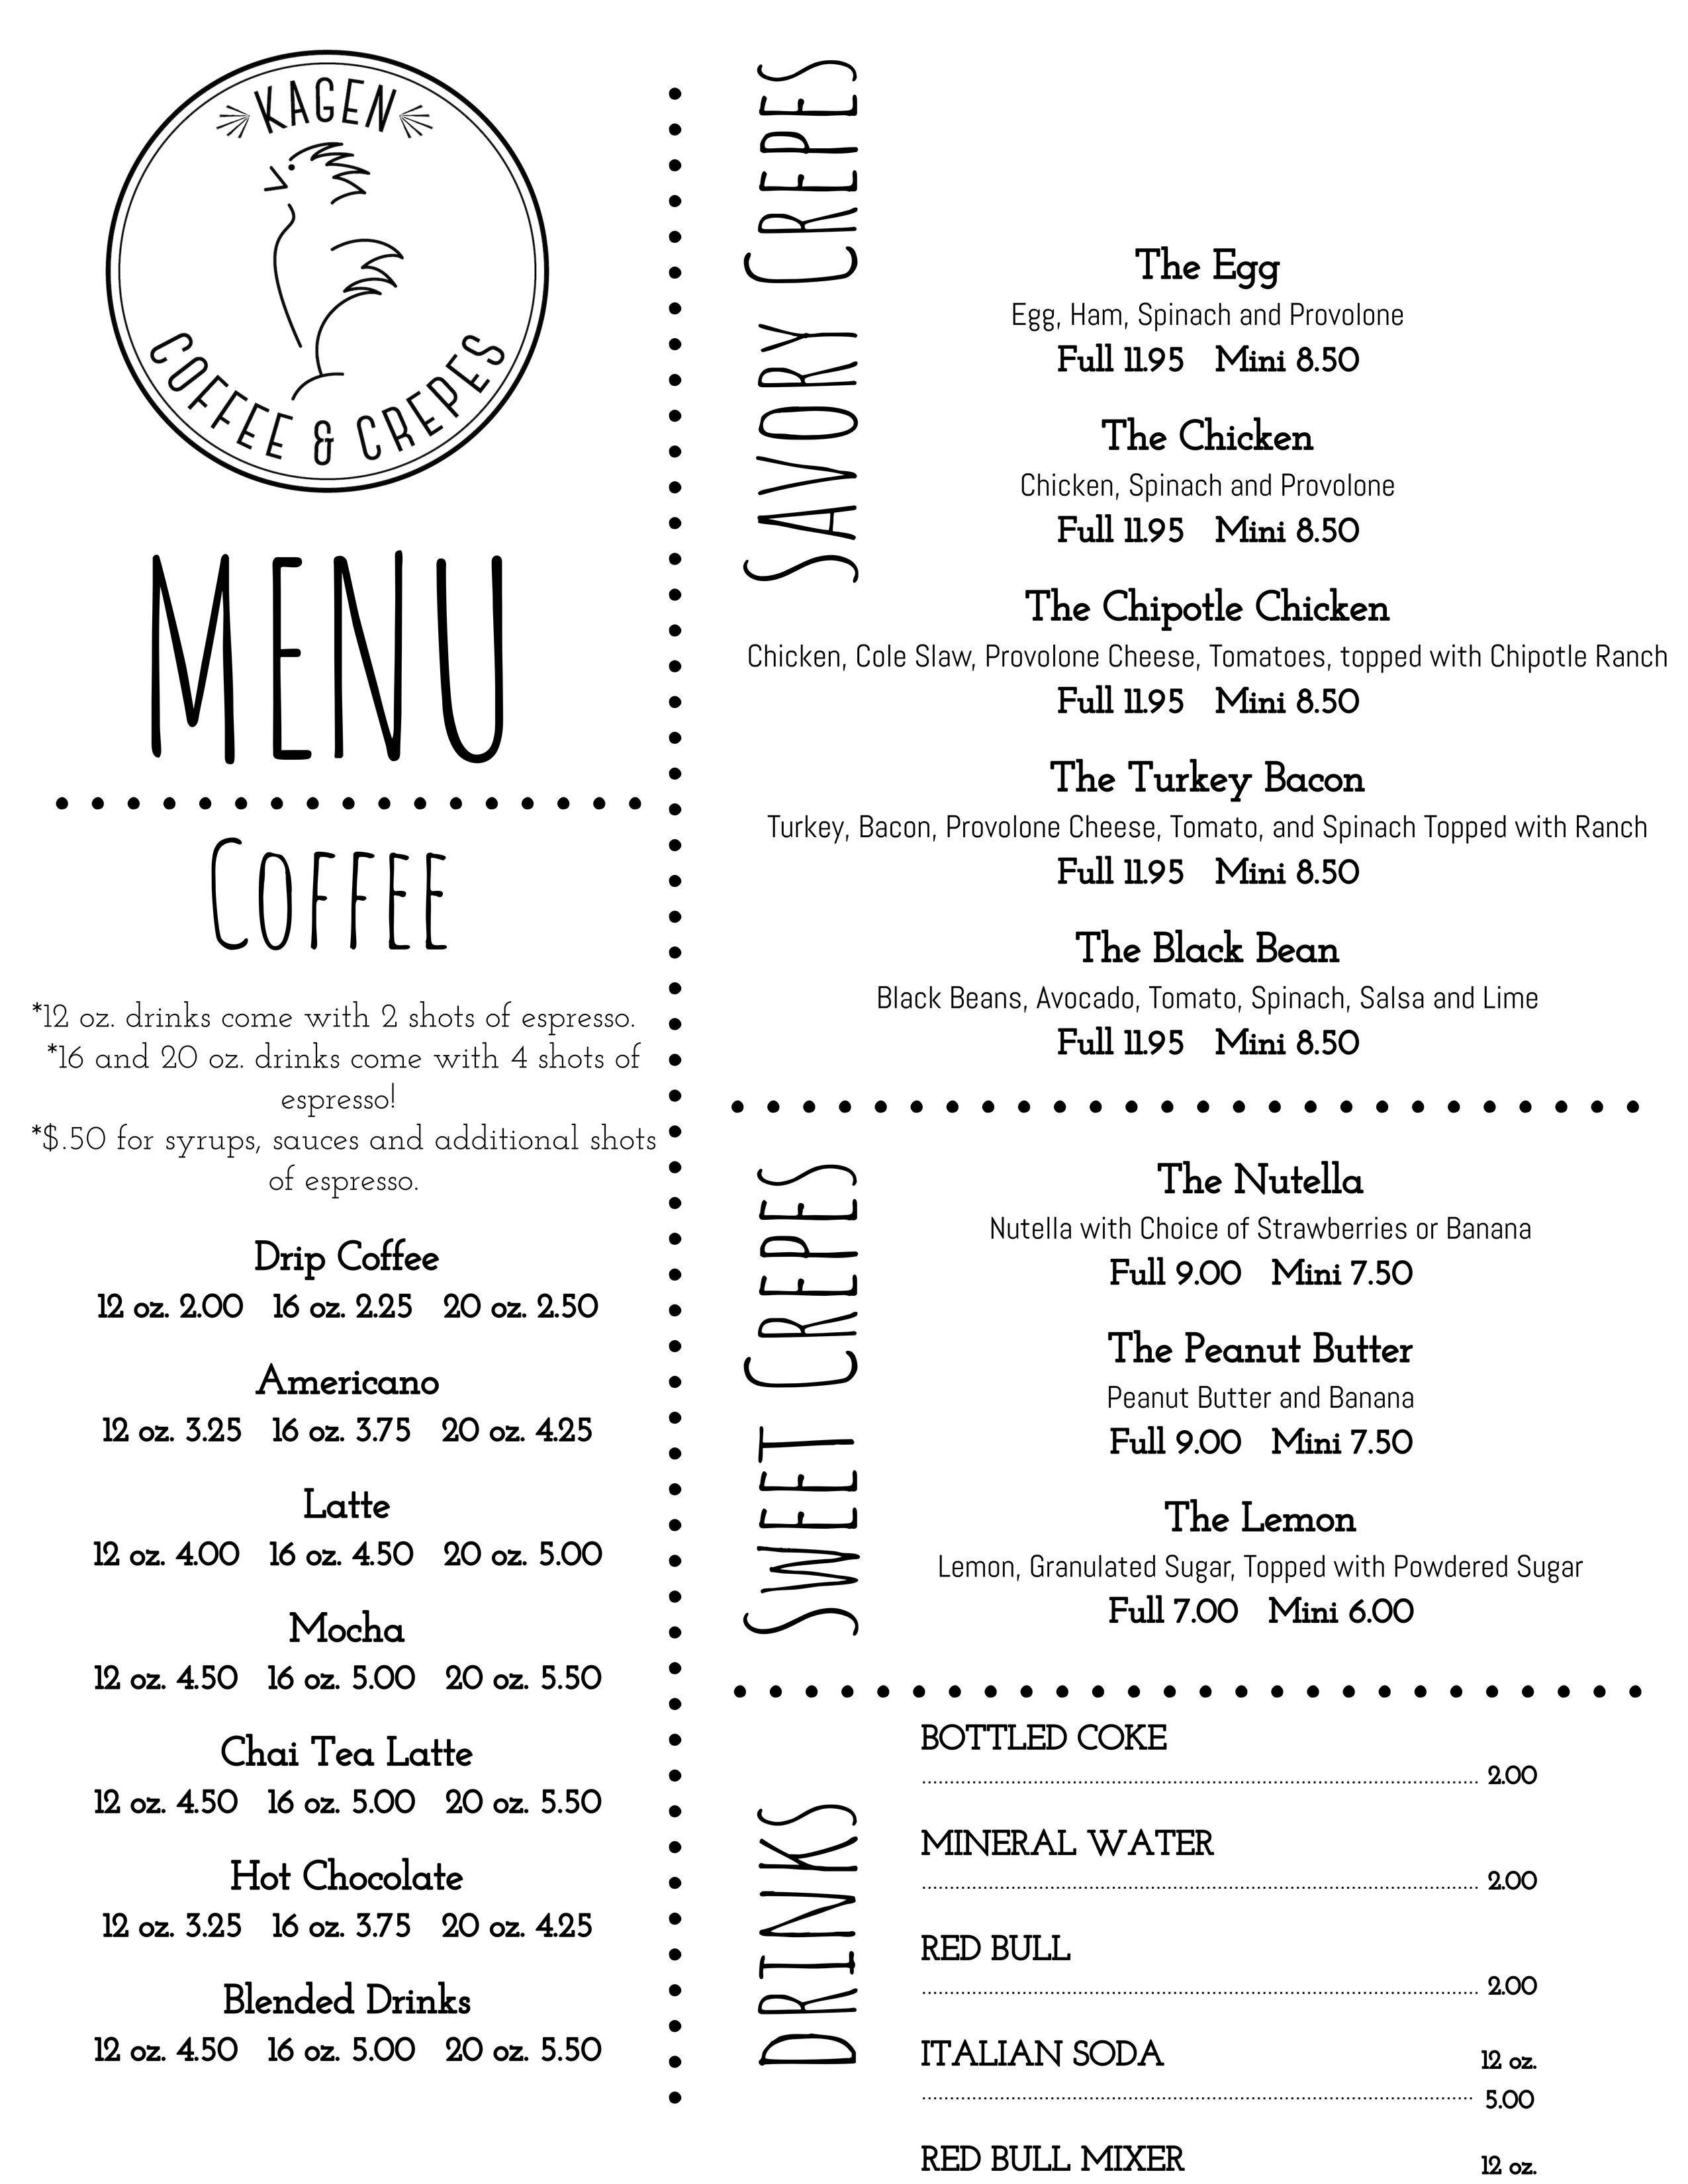 KAGEN
COFFEE & CREPES
MENU
COFFEE
*12 oz. drinks come with 2 shots of espresso.
*16 and 20 oz. drinks come with 4 shots of
espresso!
*$.50 for syrups, sauces and additional shots
of espresso.
Drip Coffee
12 oz. 2.00 16 oz. 2.25 20 oz. 2.50
Americano
12 oz. 3.25 16 oz. 3.75 20 oz. 4.25
Latte
12 oz. 4.00 16 oz. 4.50 20 oz. 5.00
Mocha
12 oz. 4.50 16 oz. 5.00 20 oz. 5.50
Chai Tea Latte
12 oz. 4.50 16 oz. 5.00 20 oz. 5.50
Hot Chocolate
12 oz. 3.25 16 oz. 3.75 20 oz. 4.25
Blended Drinks
12 oz. 4.50 16 oz. 5.00 20 oz. 5.50
SAVORY CREPES
The Egg
Egg, Ham, Spinach and Provolone
Full 11.95 Mini 8.50
The Chicken
Chicken, Spinach and Provolone
Full 11.95 Mini 8.50
The Chipotle Chicken
Chicken, Cole Slaw, Provolone Cheese, Tomatoes, topped with Chipotle Ranch
Full 11.95 Mini 8.50
The Turkey Bacon
Turkey, Bacon, Provolone Cheese, Tomato, and Spinach Topped with Ranch
Full 11.95 Mini 8.50
The Black Bean
Black Beans, Avocado, Tomato, Spinach, Salsa and Lime
Full 11.95 Mini 8.50
SWEET CREPES
The Nutella
Nutella with Choice of Strawberries or Banana
Full 9.00 Mini 7.50
The Peanut Butter
Peanut Butter and Banana
Full 9.00 Mini 7.50
The Lemon
Lemon, Granulated Sugar, Topped with Powdered Sugar
Full 7.00 Mini 6.00
DRINKS
BOTTLED COKE
2.00
MINERAL WATER
2.00
RED BULL
2.00
ITALIAN SODA 12 oz.
5.00
RED BULL MIXER 12 oz.